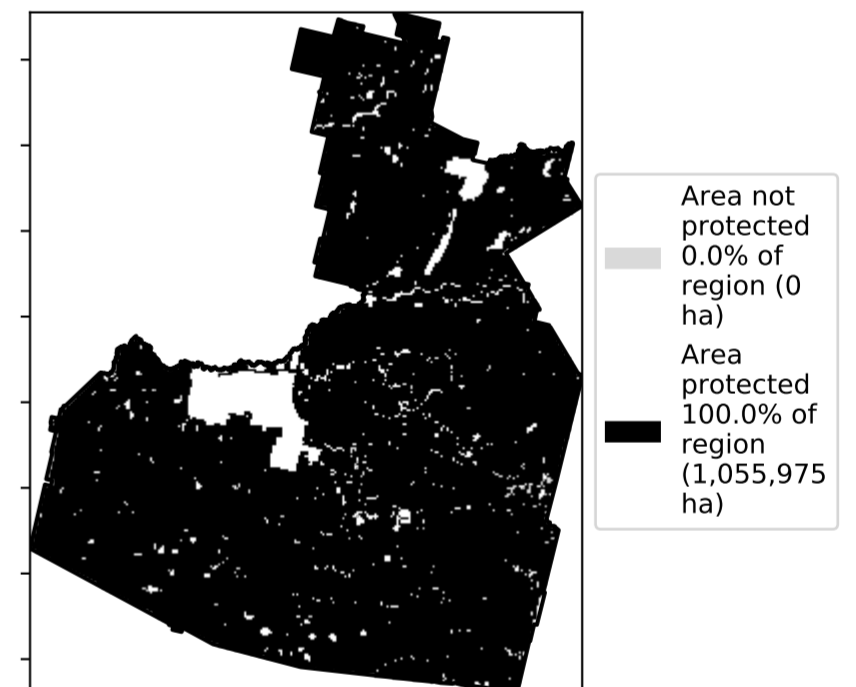 Area not
protected
0.0% of
region (0
ha)
Area
protected
100.0% of
region
(1,055,975
ha)